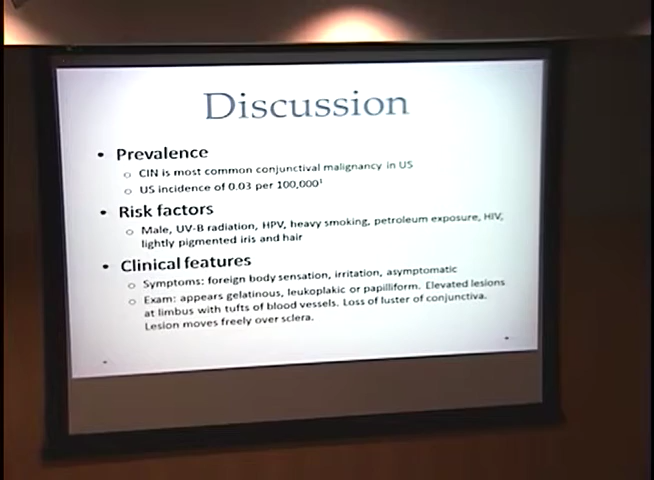 Discussion
• Prevalence
○ CIN is most common conjunctival malignancy in US
○ US incidence of 0.03 per 100,000¹
• Risk factors
○ Male, UV-B radiation, HPV, heavy smoking, petroleum exposure, HIV,
lightly pigmented iris and hair
• Clinical features
○ Symptoms: foreign body sensation, irritation, asymptomatic
○ Exam: appears gelatinous, leukoplakic or papilliform. Elevated lesions
at limbus with tufts of blood vessels. Loss of luster of conjunctiva.
Lesion moves freely over sclera.